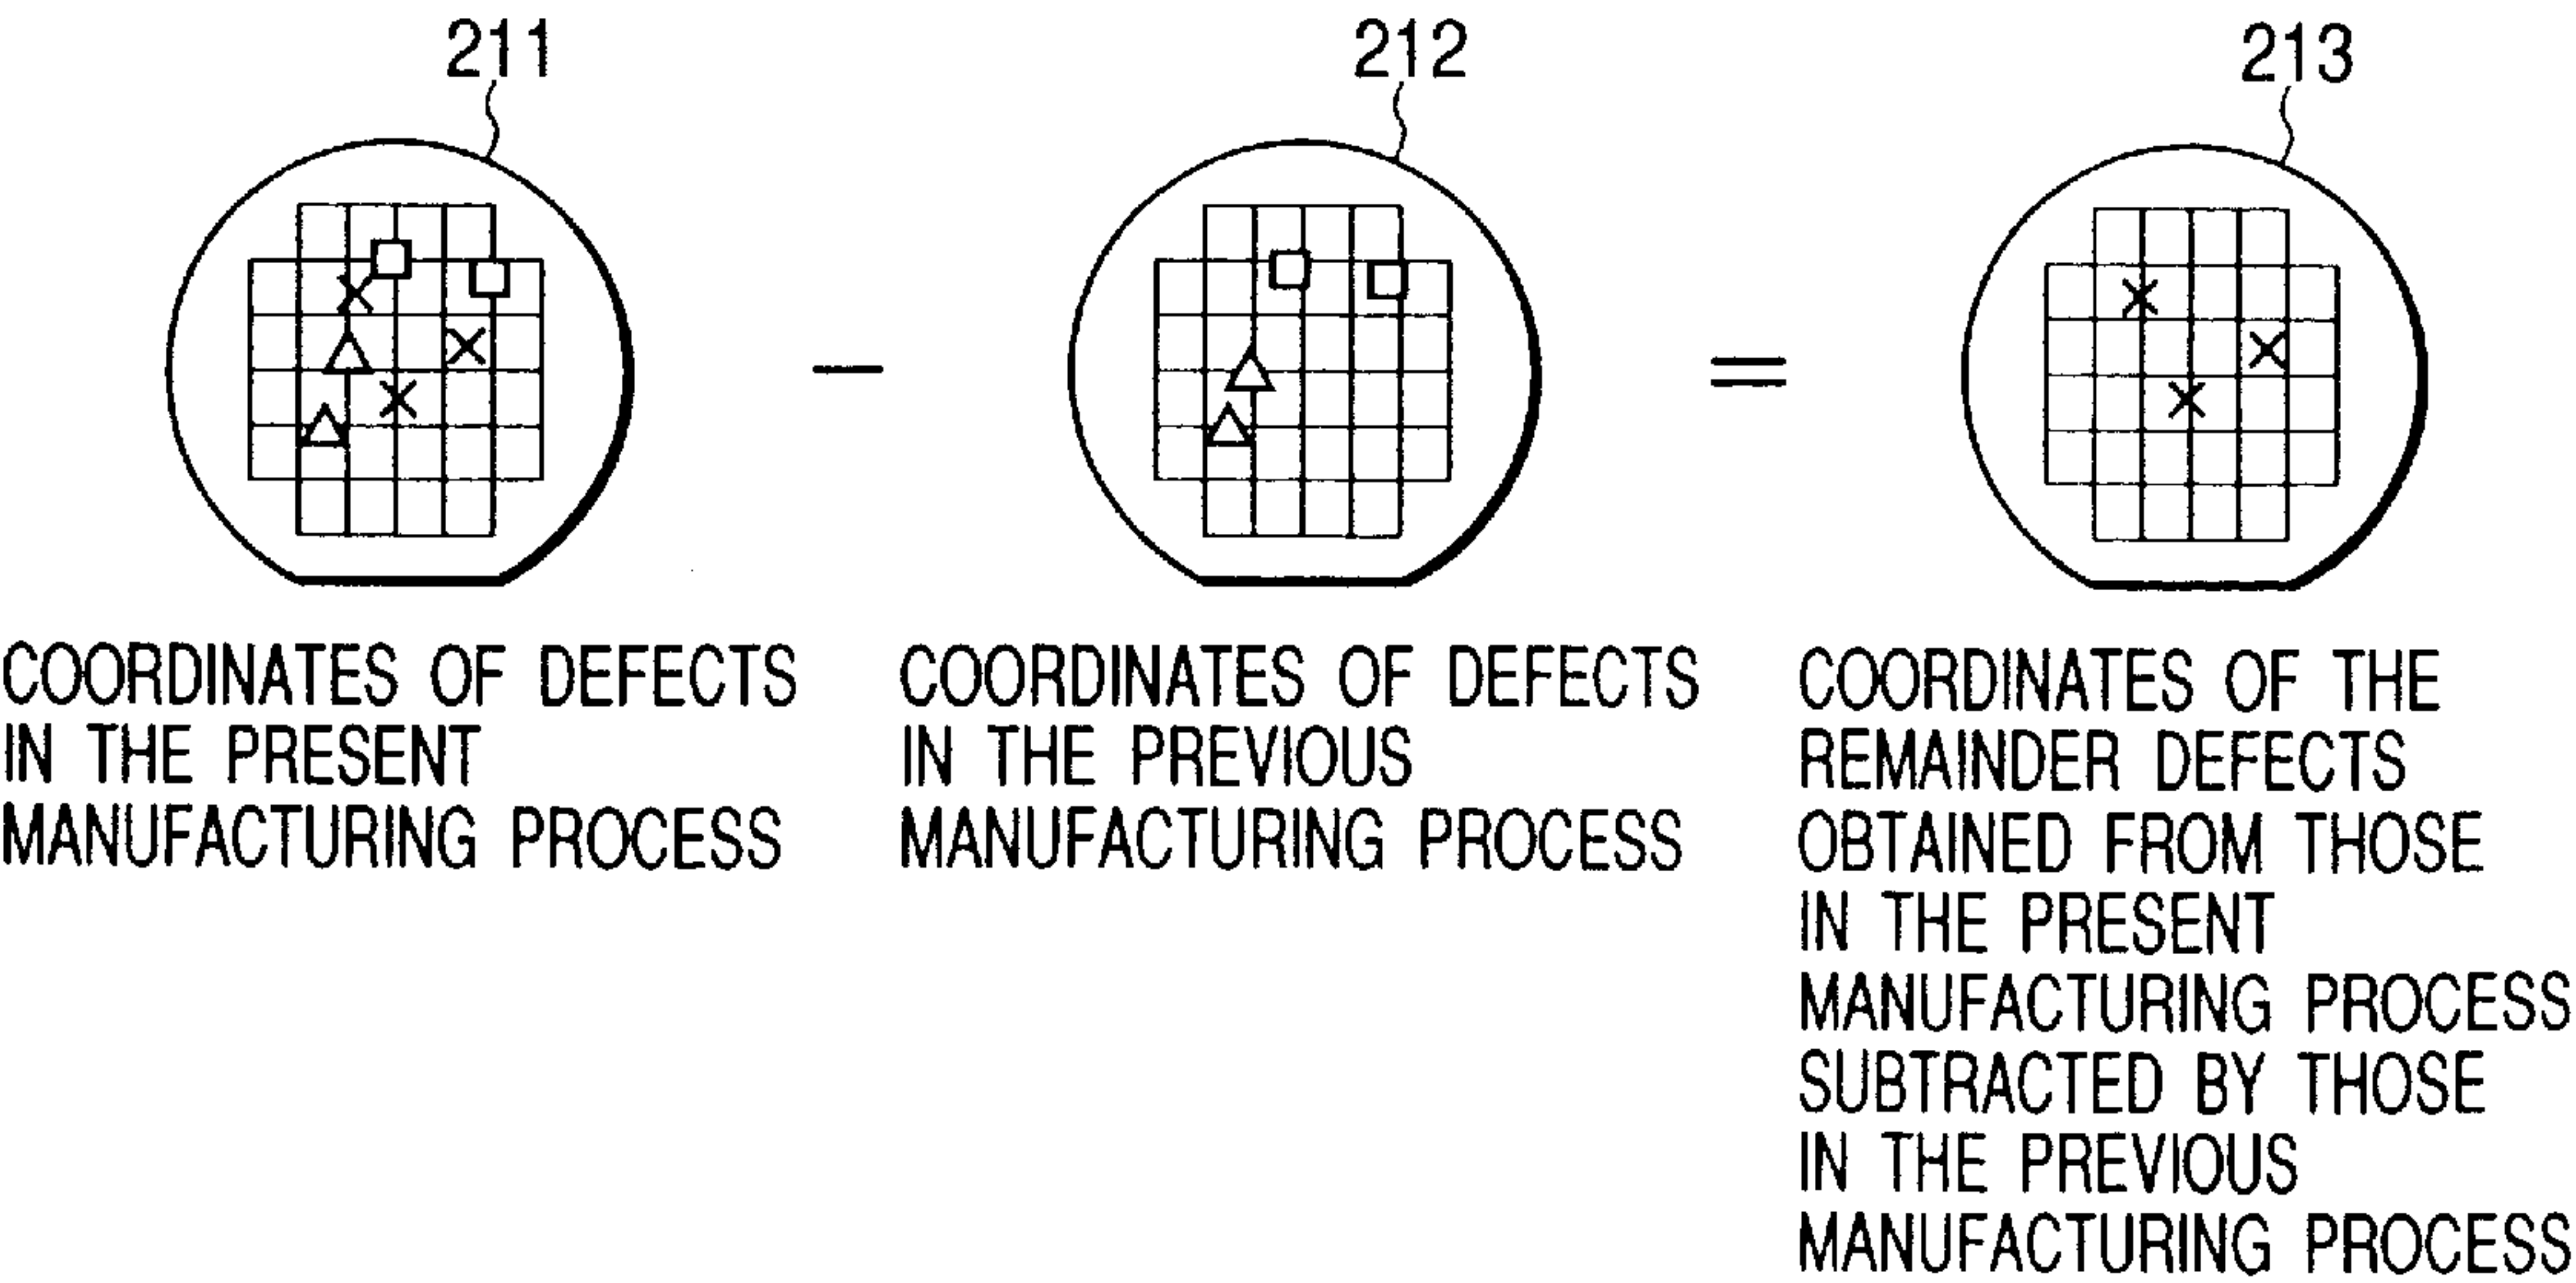 211
212
213
−
=
COORDINATES OF DEFECTS
IN THE PRESENT
MANUFACTURING PROCESS
COORDINATES OF DEFECTS
IN THE PREVIOUS
MANUFACTURING PROCESS
COORDINATES OF THE
REMAINDER DEFECTS
OBTAINED FROM THOSE
IN THE PRESENT
MANUFACTURING PROCESS
SUBTRACTED BY THOSE
IN THE PREVIOUS
MANUFACTURING PROCESS